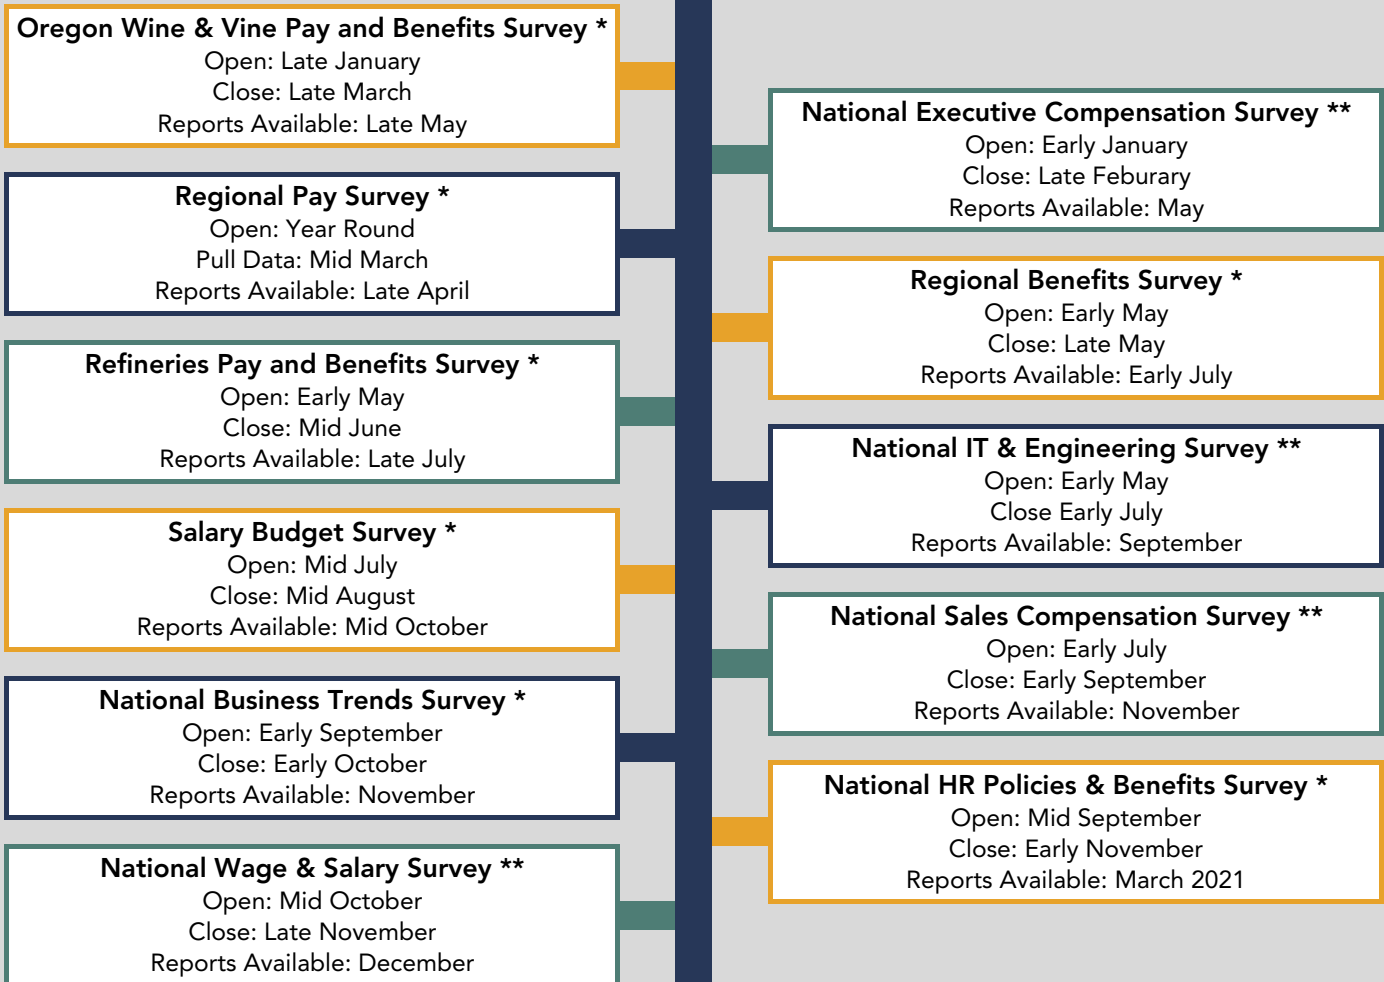 Oregon Wine & Vine Pay and Benefits Survey *
Open: Late January
Close: Late March
Reports Available: Late May
National Executive Compensation Survey **
Open: Early January
Close: Late Feburary
Reports Available: May
Regional Pay Survey *
Open: Year Round
Pull Data: Mid March
Reports Available: Late April
Regional Benefits Survey *
Open: Early May
Close: Late May
Reports Available: Early July
Refineries Pay and Benefits Survey *
Open: Early May
Close: Mid June
Reports Available: Late July
National IT & Engineering Survey **
Open: Early May
Close Early July
Reports Available: September
Salary Budget Survey *
Open: Mid July
Close: Mid August
Reports Available: Mid October
National Sales Compensation Survey **
Open: Early July
Close: Early September
Reports Available: November
National Business Trends Survey *
Open: Early September
Close: Early October
Reports Available: November
National HR Policies & Benefits Survey *
Open: Mid September
Close: Early November
Reports Available: March 2021
National Wage & Salary Survey **
Open: Mid October
Close: Late November
Reports Available: December